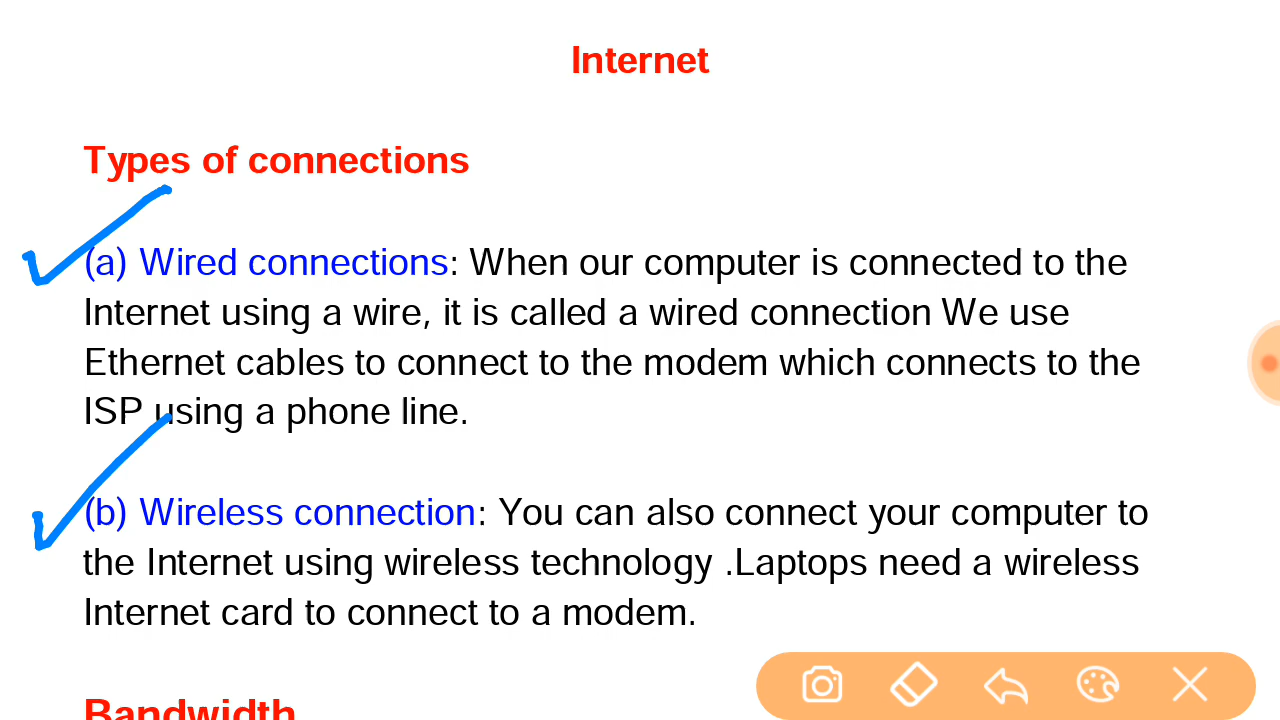 Internet
Types of connections
(a) Wired connections: When our computer is connected to the
Internet using a wire, it is called a wired connection We use
Ethernet cables to connect to the modem which connects to the
ISP using a phone line.
(b) Wireless connection: You can also connect your computer to
the Internet using wireless technology .Laptops need a wireless
Internet card to connect to a modem.
Bandwidth